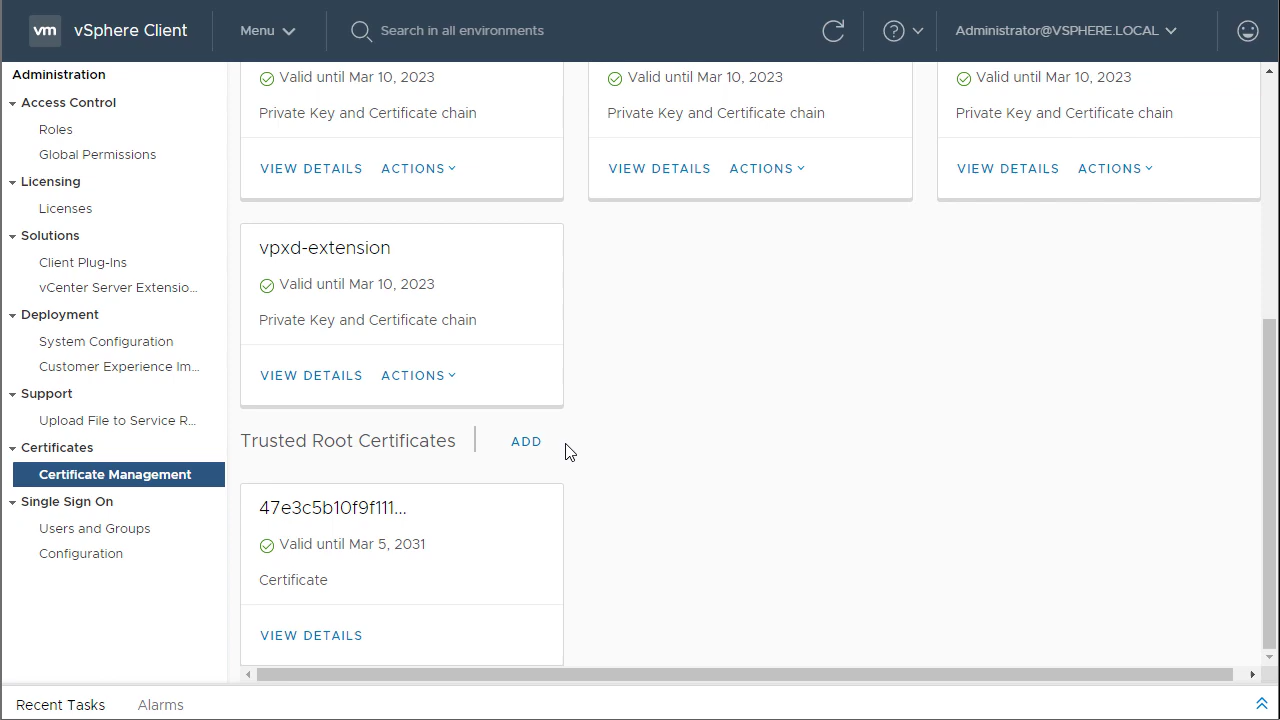 vm vSphere Client Menu Search in all environments Administrator@VSPHERE.LOCAL
Administration
Access Control
Roles
Global Permissions
Licensing
Licenses
Solutions
Client Plug-Ins
vCenter Server Extensio...
Deployment
System Configuration
Customer Experience Im...
Support
Upload File to Service R...
Certificates
Certificate Management
Single Sign On
Users and Groups
Configuration
Valid until Mar 10, 2023
Private Key and Certificate chain
VIEW DETAILS ACTIONS
Valid until Mar 10, 2023
Private Key and Certificate chain
VIEW DETAILS ACTIONS
Valid until Mar 10, 2023
Private Key and Certificate chain
VIEW DETAILS ACTIONS
vpxd-extension
Valid until Mar 10, 2023
Private Key and Certificate chain
VIEW DETAILS ACTIONS
Trusted Root Certificates ADD
47e3c5b10f9f111...
Valid until Mar 5, 2031
Certificate
VIEW DETAILS
Recent Tasks Alarms